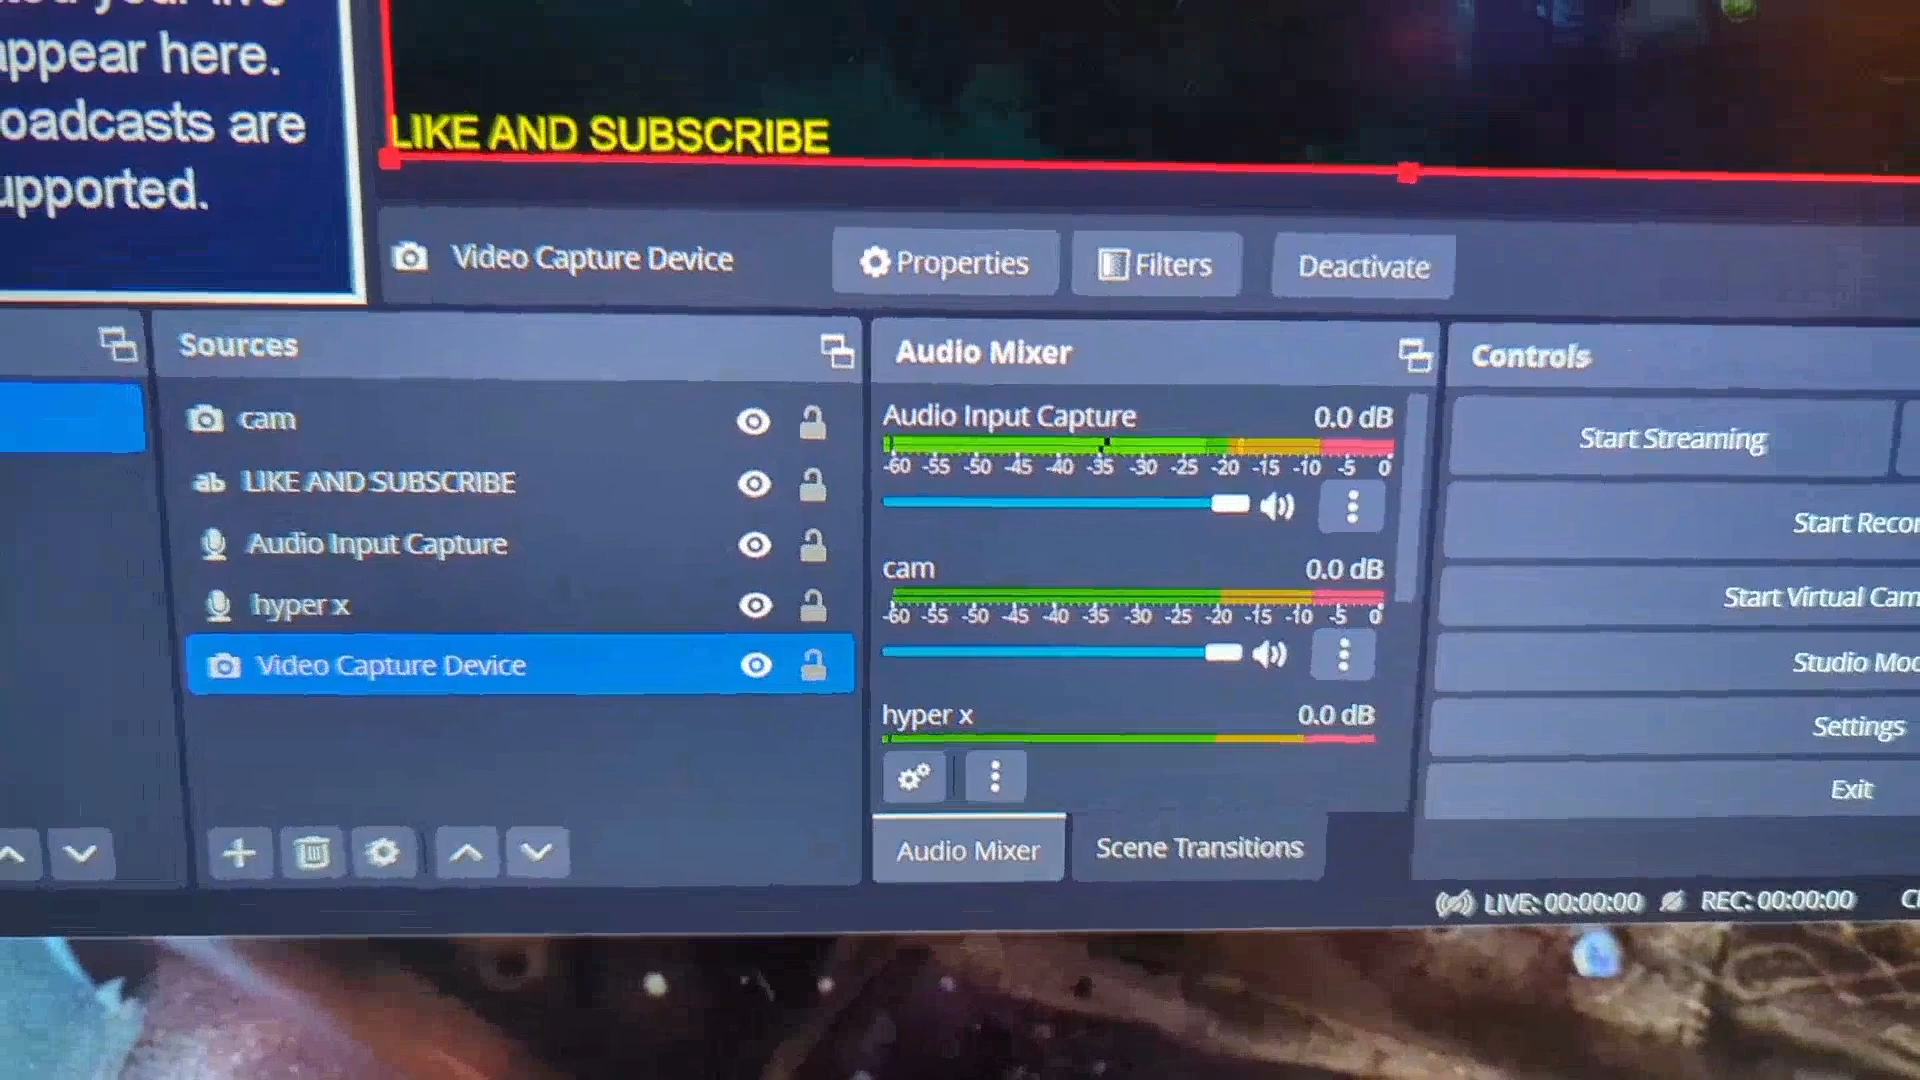 appear here.
oadcasts are
upported.
LIKE AND SUBSCRIBE
Video Capture Device
Properties
Filters
Deactivate
Sources
cam
LIKE AND SUBSCRIBE
ab
Audio Input Capture
hyper x
Video Capture Device
Audio Mixer
Audio Input Capture 0.0 dB
-60 -55 -50 -45 -40 -35 -30 -25 -20 -15 -10 -5 0
cam 0.0 dB
-60 -55 -50 -45 -40 -35 -30 -25 -20 -15 -10 -5 0
hyper x 0.0 dB
Audio Mixer
Scene Transitions
Controls
Start Streaming
Start Recor
Start Virtual Cam
Studio Mod
Settings
Exit
LIVE: 00:00:00
REC: 00:00:00